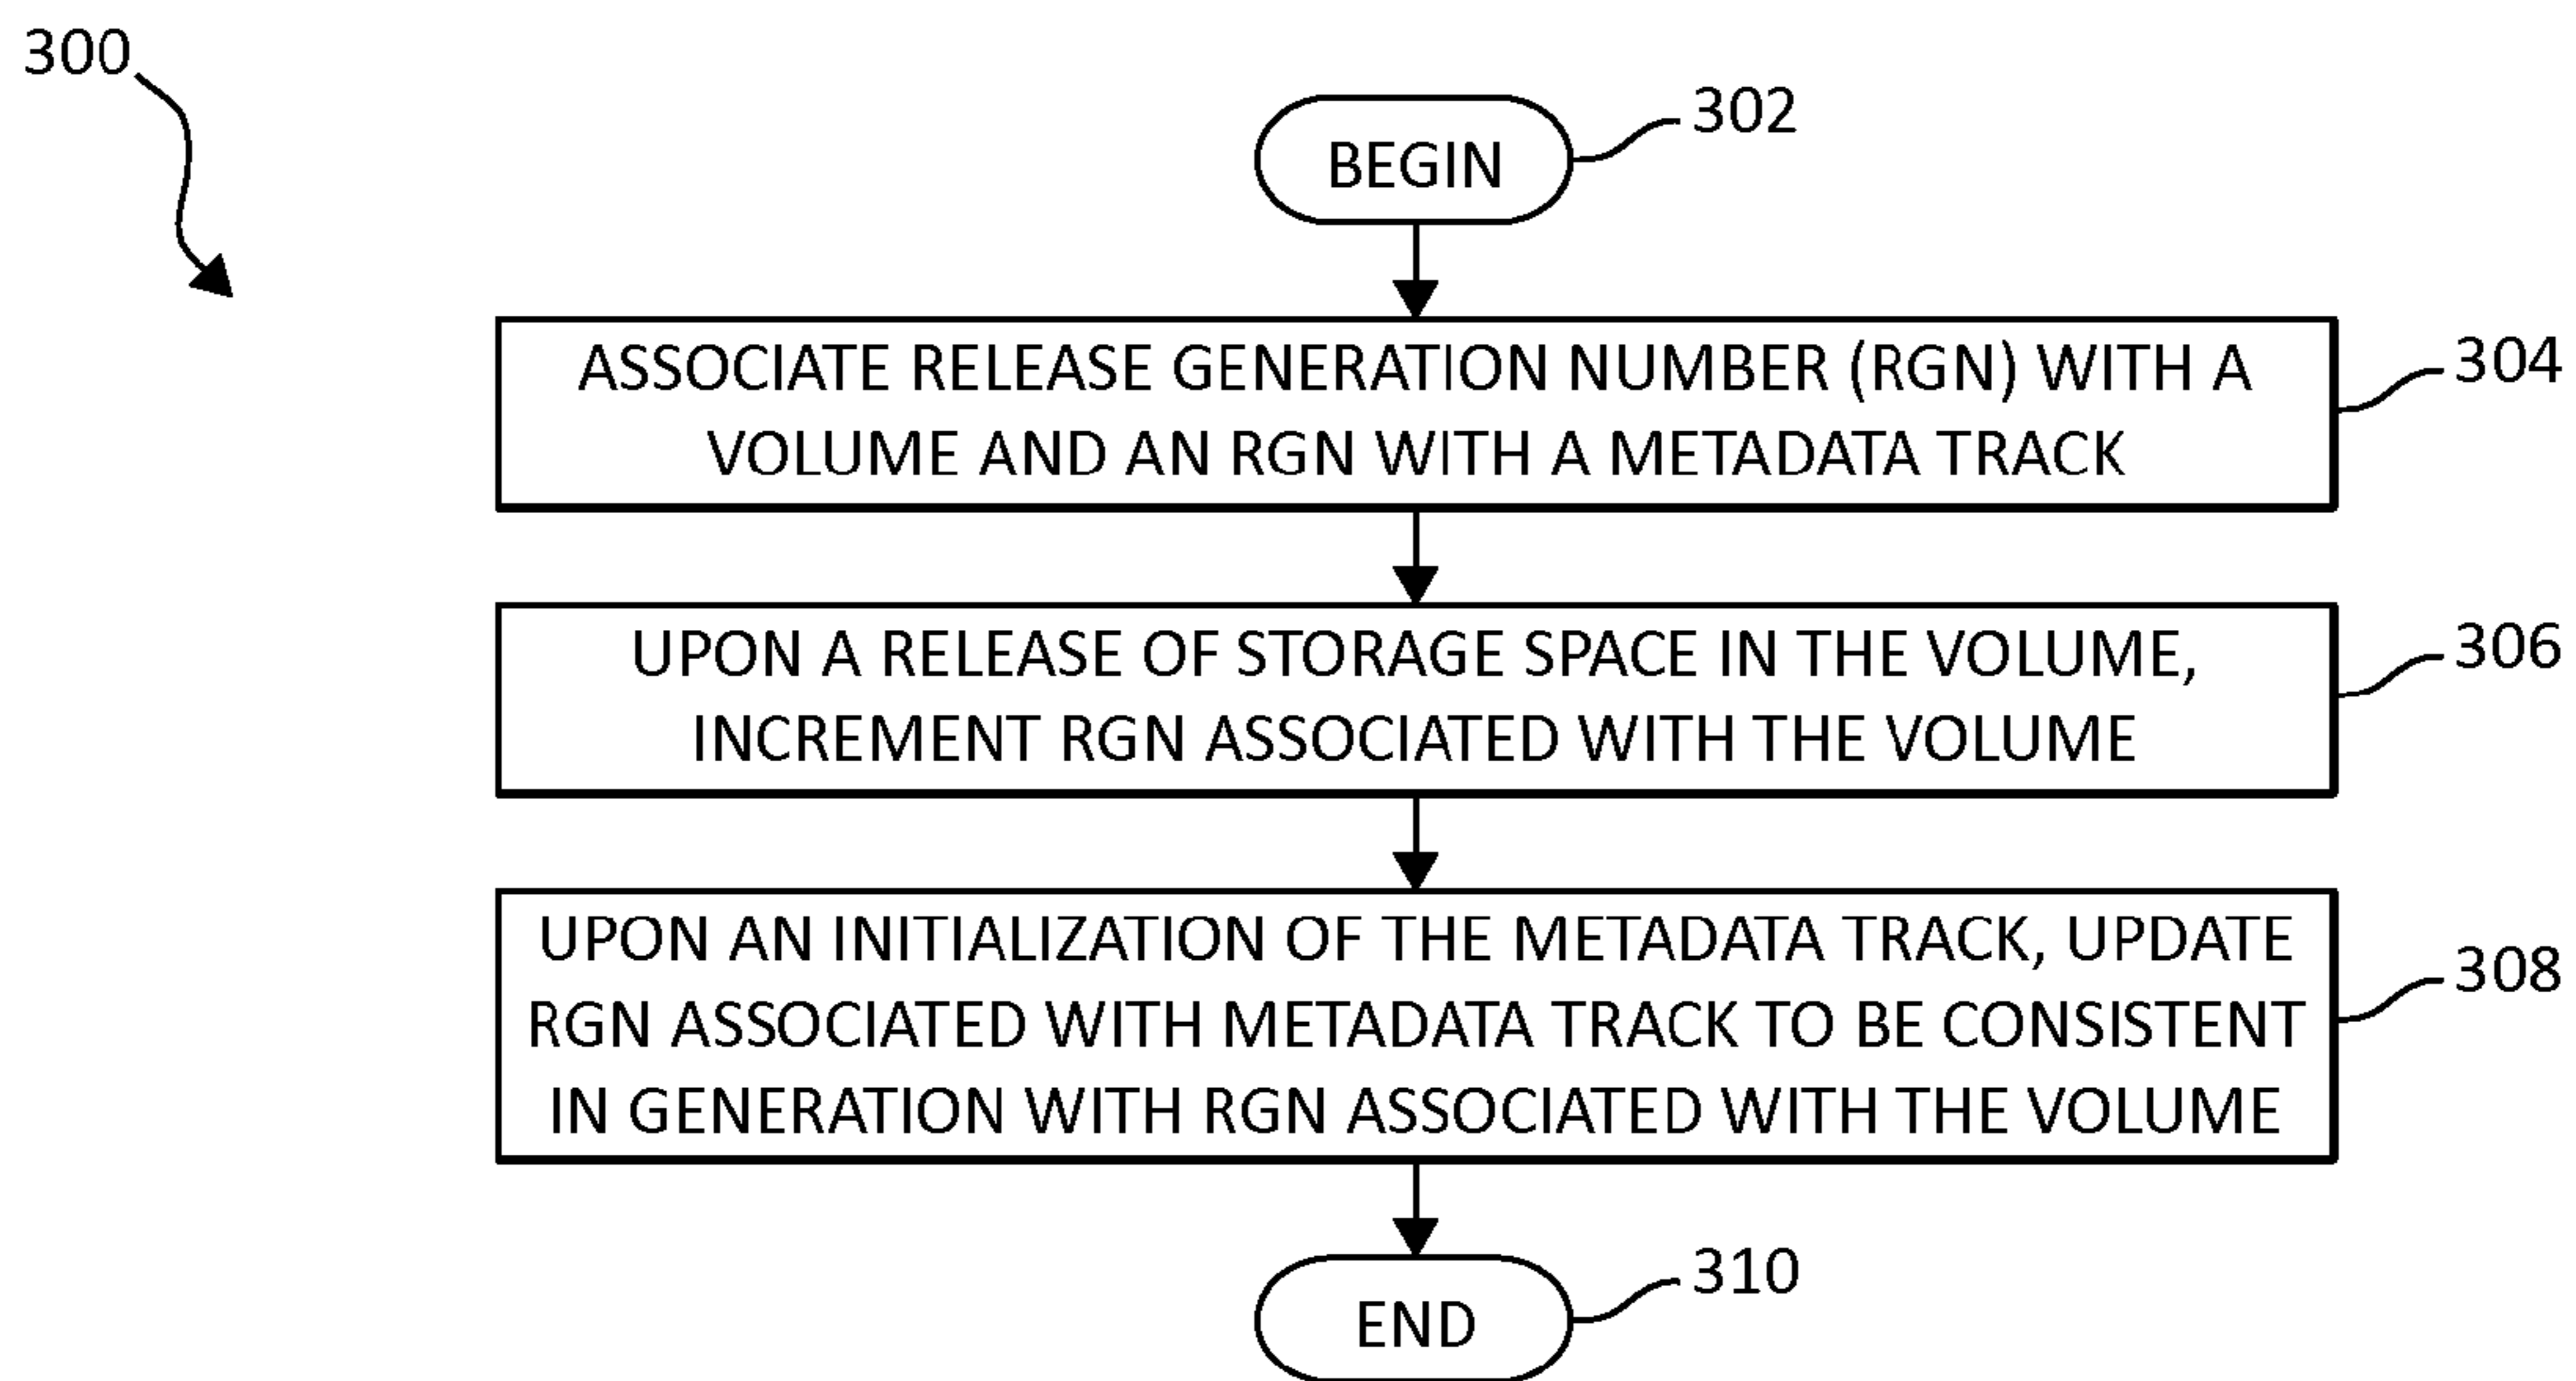 300
BEGIN
302
ASSOCIATE RELEASE GENERATION NUMBER (RGN) WITH A
VOLUME AND AN RGN WITH A METADATA TRACK
304
UPON A RELEASE OF STORAGE SPACE IN THE VOLUME,
INCREMENT RGN ASSOCIATED WITH THE VOLUME
306
UPON AN INITIALIZATION OF THE METADATA TRACK, UPDATE
RGN ASSOCIATED WITH METADATA TRACK TO BE CONSISTENT
IN GENERATION WITH RGN ASSOCIATED WITH THE VOLUME
308
END
310